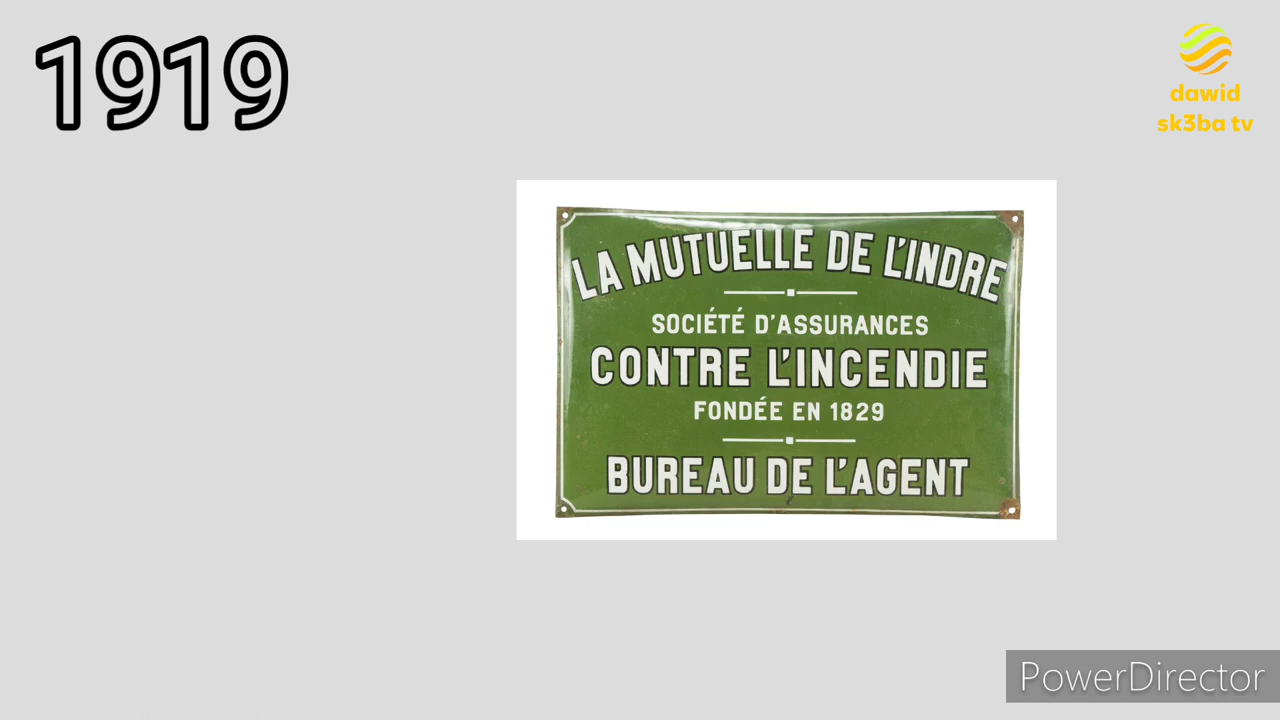 1919
dawid
sk3ba tv
LA MUTUELLE DE L'INDRE
SOCIÉTÉ D'ASSURANCES
CONTRE L'INCENDIE
FONDÉE EN 1829
BUREAU DE L'AGENT
PowerDirector